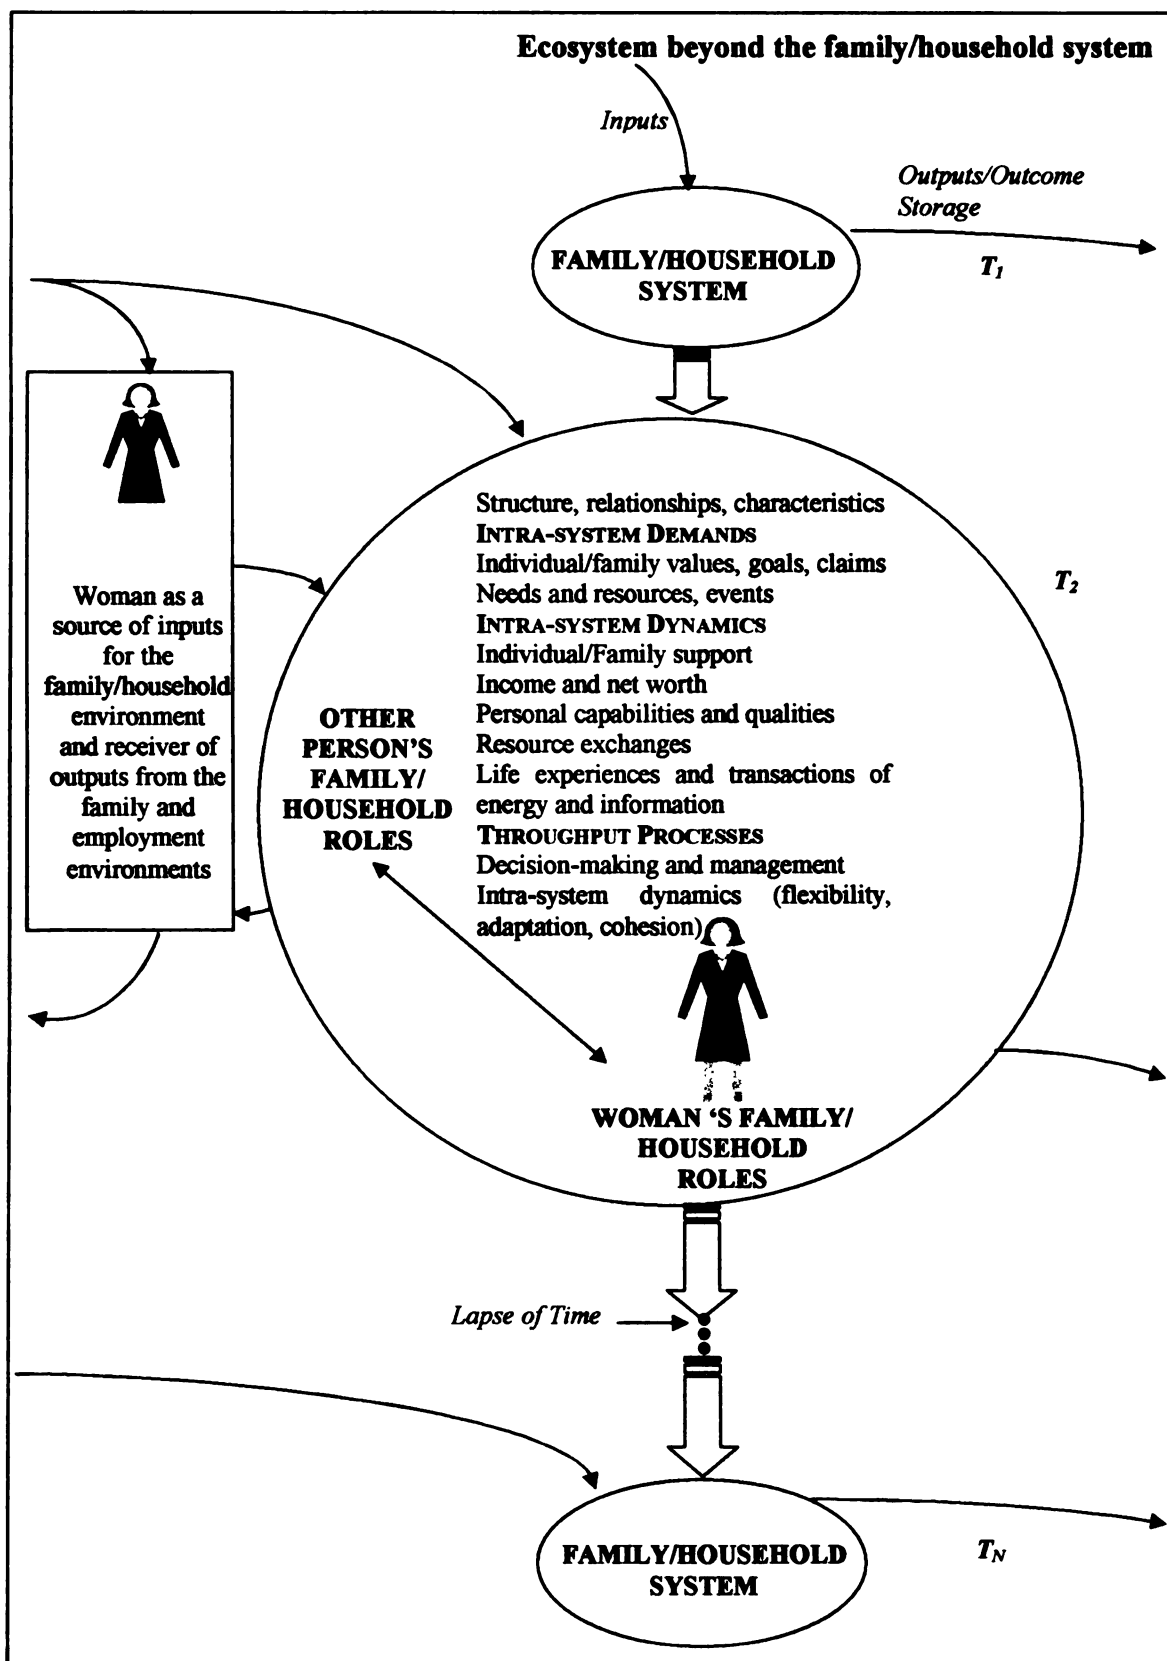 Ecosystem beyond the family/household system
Inputs
Outputs/Outcome
Storage
T1
FAMILY/HOUSEHOLD
SYSTEM
Woman as a
source of inputs
for the
family/household
environment
and receiver of
outputs from the
family and
employment
environments
Structure, relationships, characteristics
INTRA-SYSTEM DEMANDS
Individual/family values, goals, claims
Needs and resources, events
INTRA-SYSTEM DYNAMICS
Individual/Family support
Income and net worth
Personal capabilities and qualities
Resource exchanges
Life experiences and transactions of
energy and information
THROUGHPUT PROCESSES
Decision-making and management
Intra-system dynamics (flexibility,
adaptation, cohesion)
T2
OTHER
PERSON'S
FAMILY/
HOUSEHOLD
ROLES
WOMAN ‘S FAMILY/
HOUSEHOLD
ROLES
Lapse of Time
FAMILY/HOUSEHOLD
SYSTEM
TN